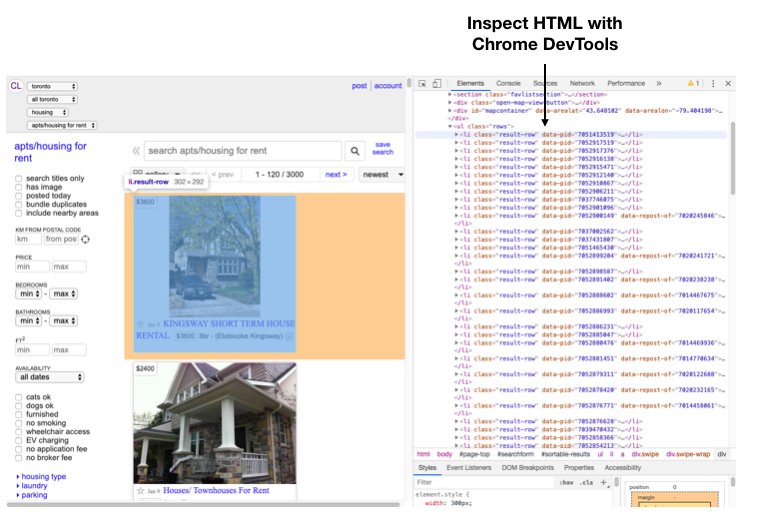 Inspect HTML with
Chrome DevTools
CL
toronto
all toronto
housing
apts/housing for rent
post account
apts/housing for
rent
search apts/housing for rent
save
search
< prev 1 - 120 / 3000 next > newest
li.result-row 302 × 292
search titles only
has image
posted today
bundle duplicates
include nearby areas
KM FROM POSTAL CODE
km from pos
PRICE
min max
BEDROOMS
min - max
BATHROOMS
min - max
FT2
min max
AVAILABILITY
all dates
cats ok
dogs ok
furnished
no smoking
wheelchair access
EV charging
no application fee
no broker fee
housing type
laundry
parking
$3600
Jan 9 KINGSWAY SHORT TERM HOUSE
RENTAL $3600 3br - (Etobicoke Kingsway)
$2400
Jan 9 Houses/ Townhouses For Rent
Elements Console Sources Network Performance » 1
<section class="favlistsection">…</section>
<div class="open-map-view-button">…</div>
<div id="mapcontainer" data-arealat="43.648102" data-arealon="-79.404198">…
</div>
<ul class="rows">
<li class="result-row" data-pid="7051413519">…</li>
<li class="result-row" data-pid="7052917519">…</li>
<li class="result-row" data-pid="7052917376">…</li>
<li class="result-row" data-pid="7052916138">…</li>
<li class="result-row" data-pid="7052915471">…</li>
<li class="result-row" data-pid="7052912140">…</li>
<li class="result-row" data-pid="7052910867">…</li>
<li class="result-row" data-pid="7052906211">…</li>
<li class="result-row" data-pid="7037746075">…</li>
<li class="result-row" data-pid="7052901096">…</li>
<li class="result-row" data-pid="7052900149" data-repost-of="7020245846">…
</li>
<li class="result-row" data-pid="7037002562">…</li>
<li class="result-row" data-pid="7037431807">…</li>
<li class="result-row" data-pid="7051465430">…</li>
<li class="result-row" data-pid="7052899204" data-repost-of="7020241721">…
</li>
<li class="result-row" data-pid="7052898587">…</li>
<li class="result-row" data-pid="7052891402" data-repost-of="7020238238">…
</li>
<li class="result-row" data-pid="7052888602" data-repost-of="7014467675">…
</li>
<li class="result-row" data-pid="7052886993" data-repost-of="7020117654">…
</li>
<li class="result-row" data-pid="7052886231">…</li>
<li class="result-row" data-pid="7052885047">…</li>
<li class="result-row" data-pid="7052880476" data-repost-of="7014469936">…
</li>
<li class="result-row" data-pid="7052881451" data-repost-of="7014770634">…
</li>
<li class="result-row" data-pid="7052879311" data-repost-of="7020122688">…
</li>
<li class="result-row" data-pid="7052878420" data-repost-of="7020232165">…
</li>
<li class="result-row" data-pid="7052876771" data-repost-of="7014458061">…
</li>
<li class="result-row" data-pid="7052876628">…</li>
<li class="result-row" data-pid="7039470432">…</li>
<li class="result-row" data-pid="7052858366">…</li>
<li class="result-row" data-pid="7052854213">…</li>
html body #page-top #searchform #sortable-results ul li a div.swipe div.swipe-wrap div
Styles Event Listeners DOM Breakpoints Properties Accessibility
Filter :hov .cls +
element.style {
width: 300px;
position 0
margin -